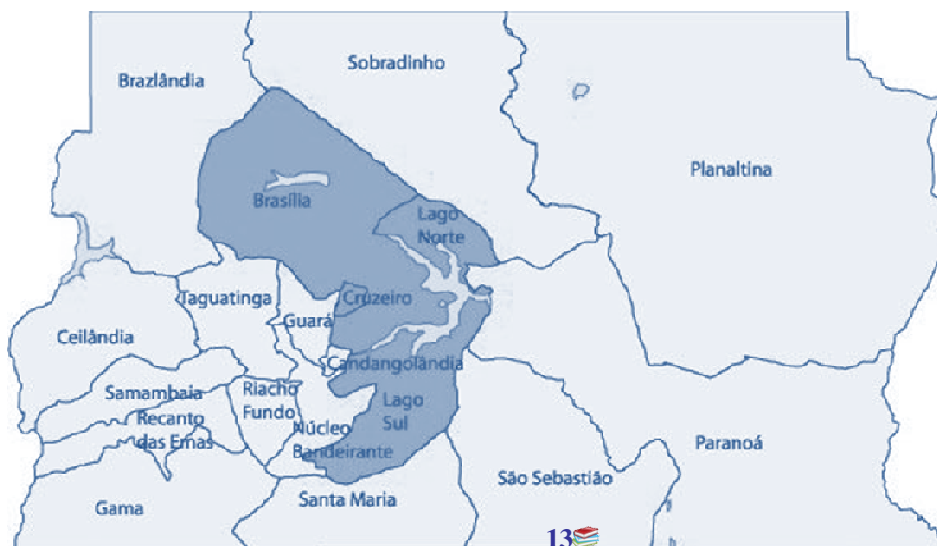 Sobradinho
Brazlândia
Planaltina
Brasília
Lago
Norte
Taguatinga
Cruzeiro
Guará
Ceilândia
Candangolândia
Samambaia
Riacho
Fundo
Lago
Sul
Recanto
das Emas
Núcleo
Bandeirante
Paranoá
São Sebastião
Santa Maria
Gama
13